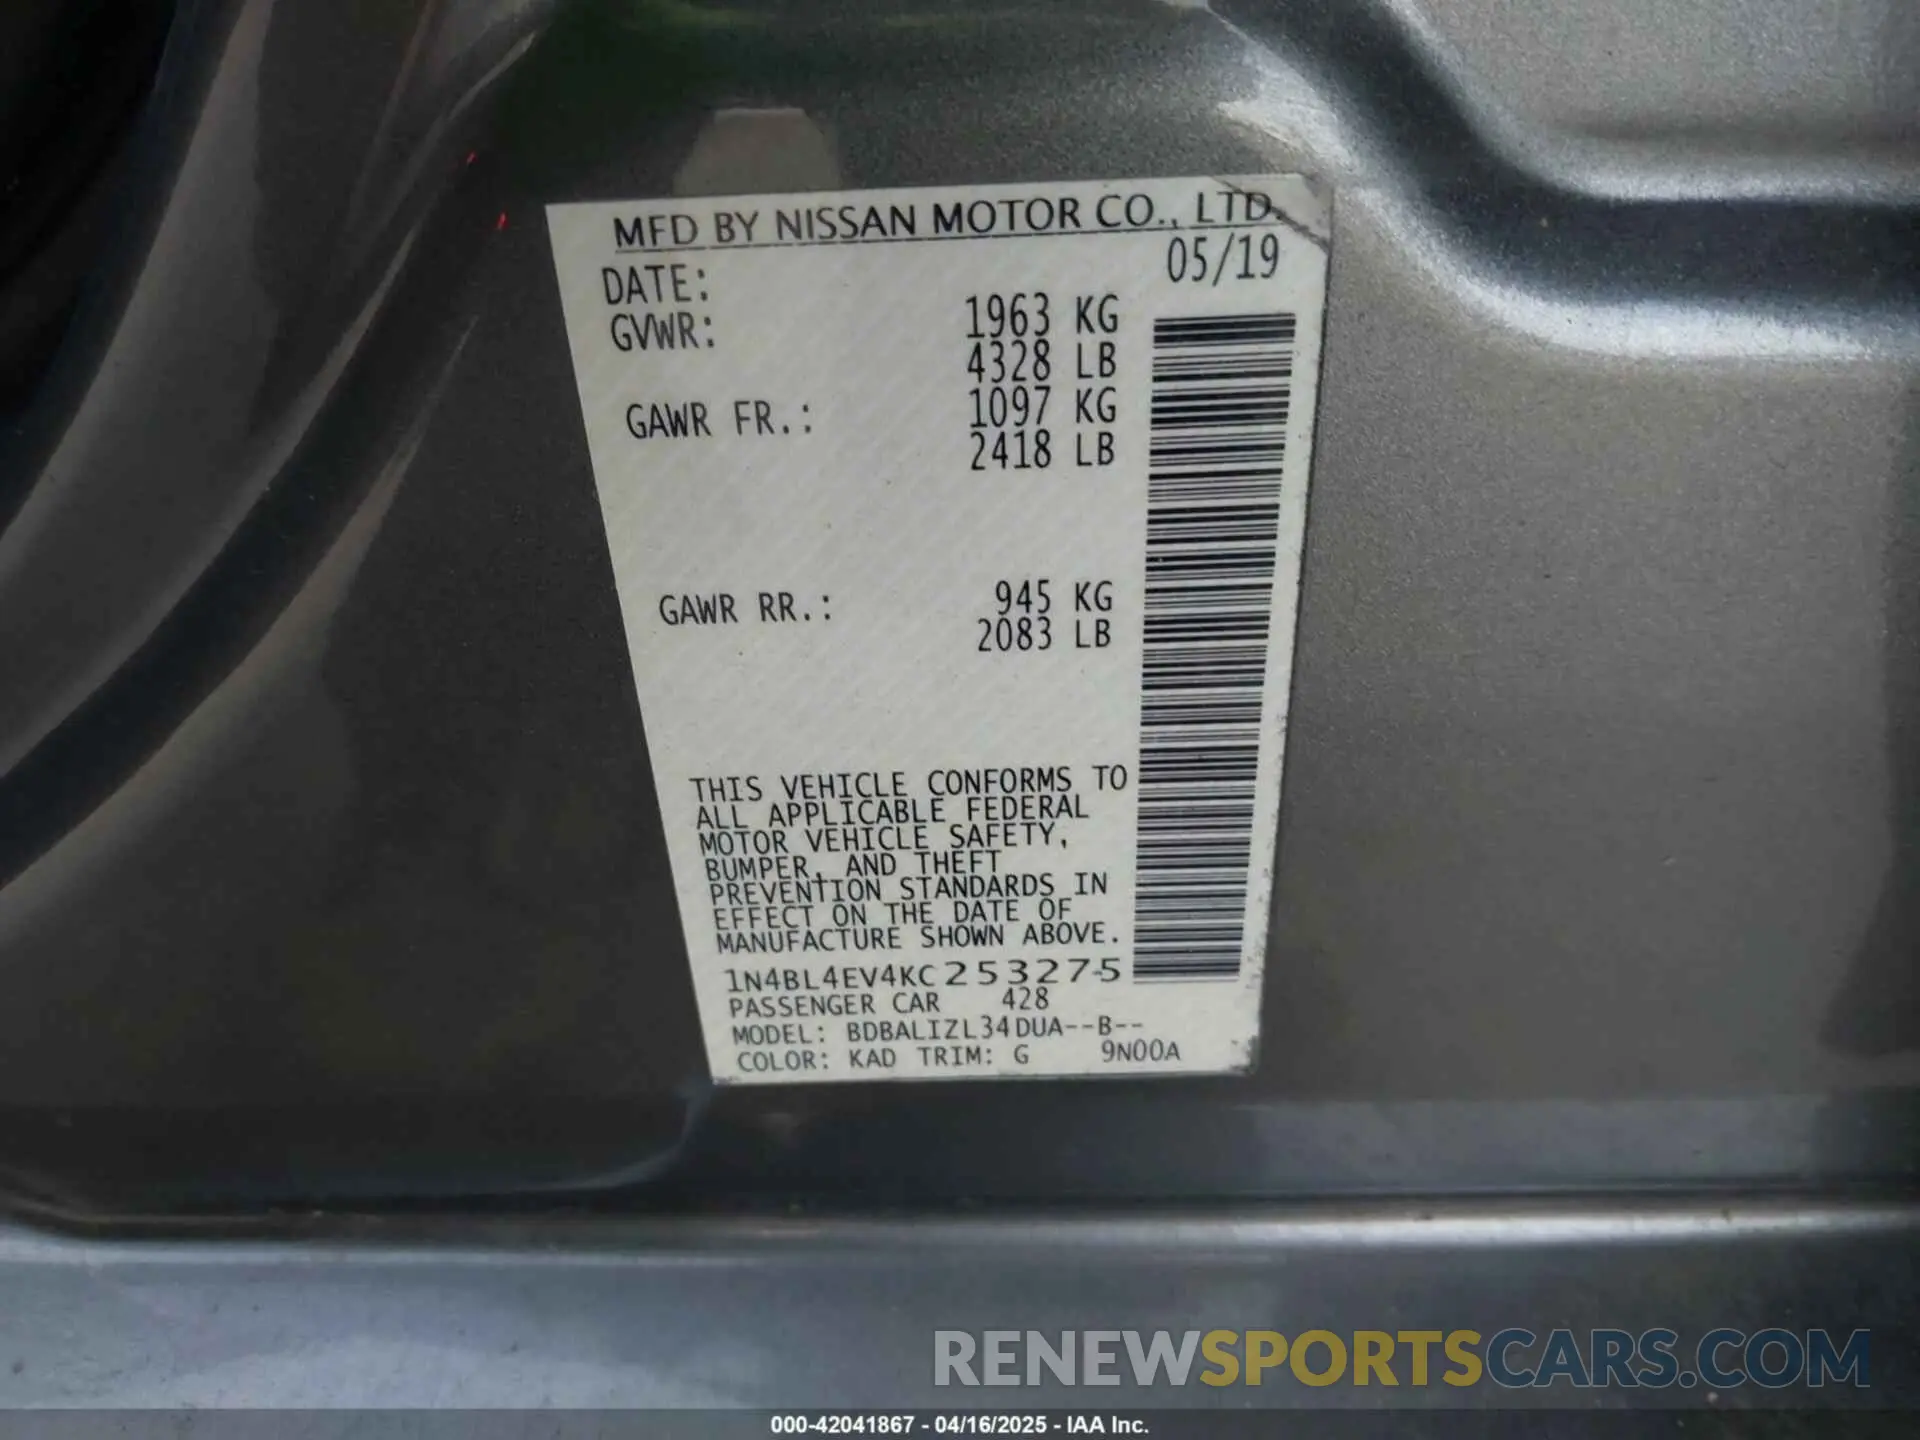 MFD BY NISSAN MOTOR CO., LTD.
DATE: 05/19
GVWR: 1963 KG
4328 LB
GAWR FR.: 1097 KG
2418 LB
GAWR RR.: 945 KG
2083 LB
THIS VEHICLE CONFORMS TO
ALL APPLICABLE FEDERAL
MOTOR VEHICLE SAFETY,
BUMPER, AND THEFT
PREVENTION STANDARDS IN
EFFECT ON THE DATE OF
MANUFACTURE SHOWN ABOVE.
1N4BL4EV4KC253275
PASSENGER CAR 428
MODEL: BDBALIZL34DUA--B--
COLOR: KAD TRIM: G 9N00A
RENEWSPORTSCARS.COM
000-42041867 - 04/16/2025 - IAA Inc.